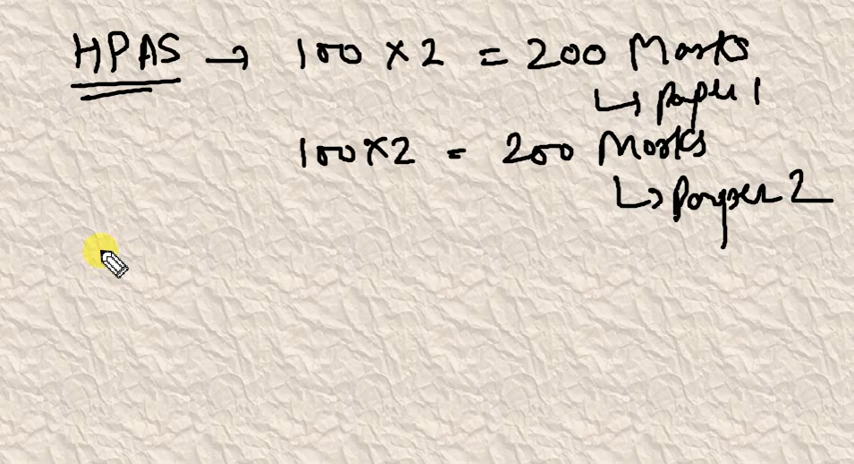 HPAS → 100 × 2 = 200 Marks
↳ paper 1
100 × 2 = 200 Marks
↳ Paper 2